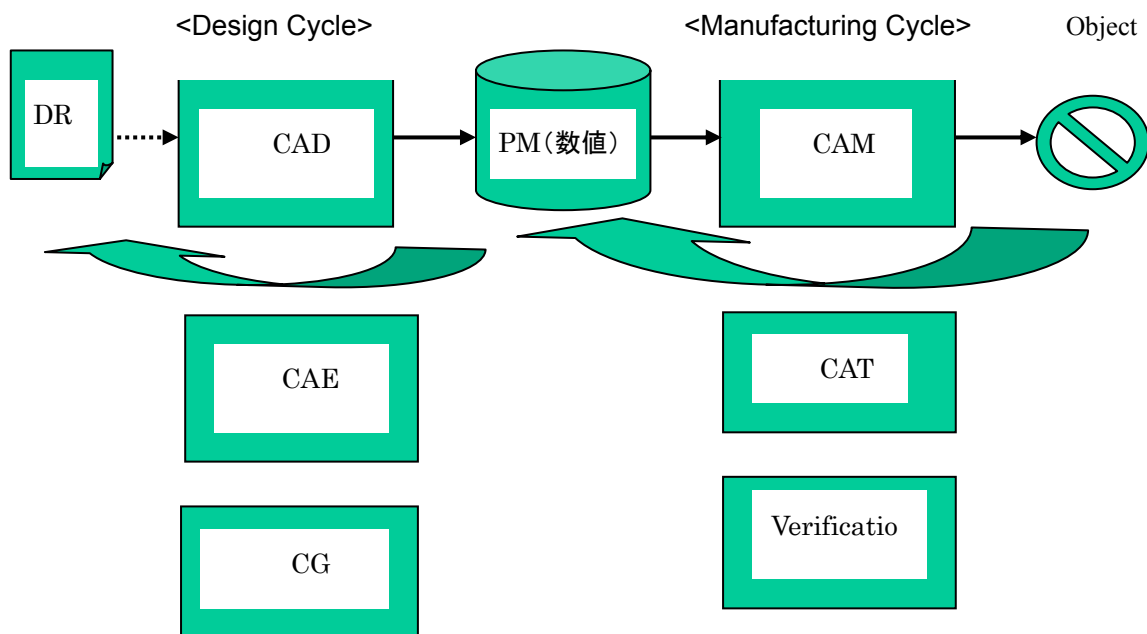 <Design Cycle>
<Manufacturing Cycle>
Object
DR
CAD
PM(数値)
CAM
CAE
CAT
CG
Verificatio